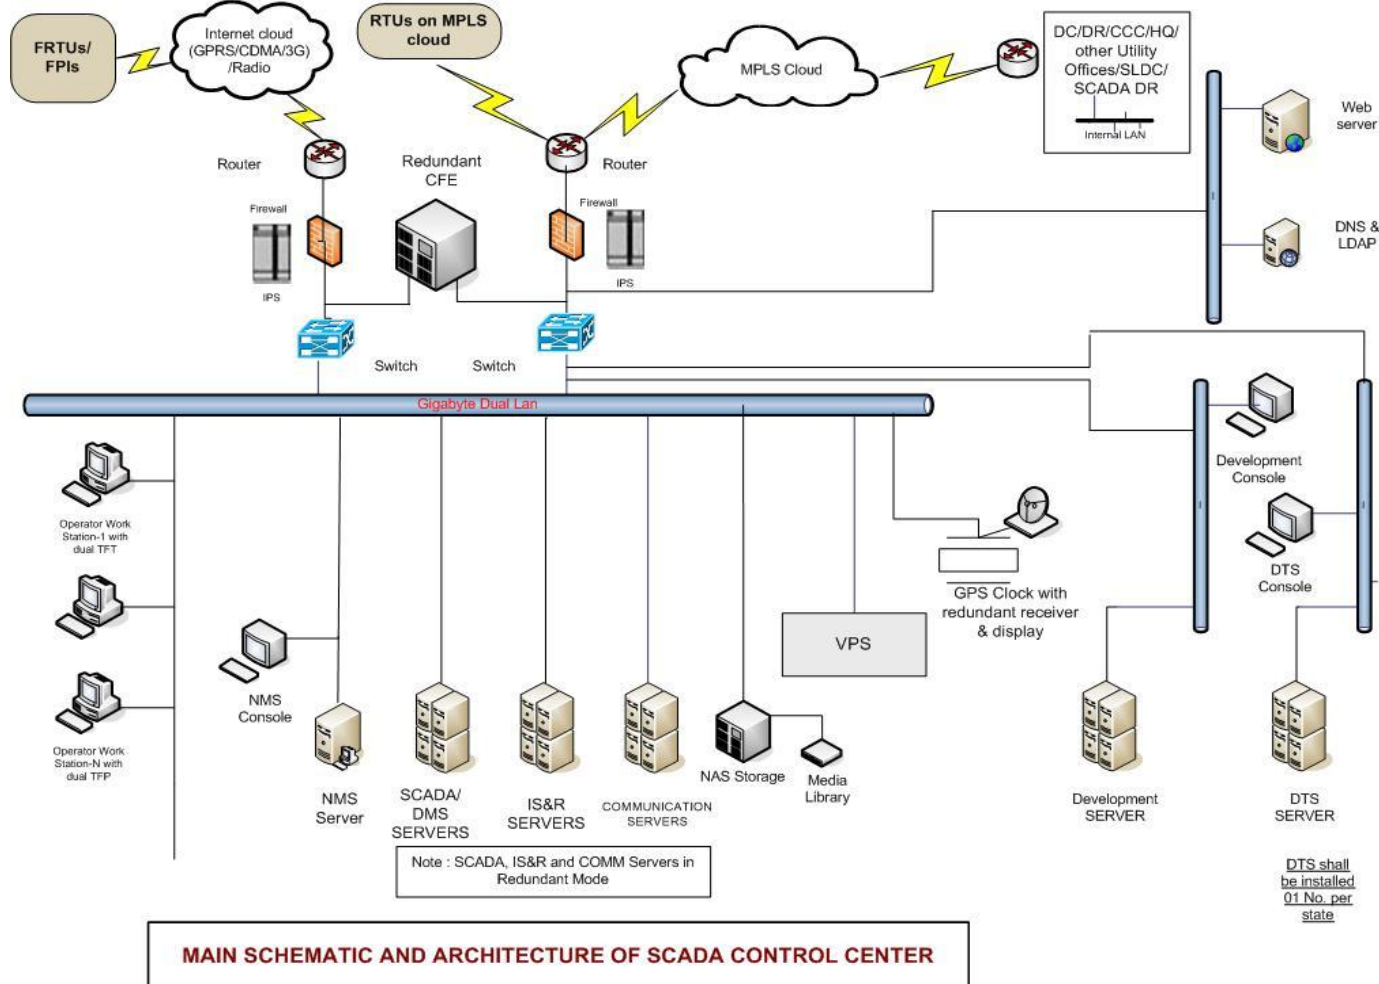 FRTUs/
FPIs
Internet cloud
(GPRS/CDMA/3G)
/Radio
RTUs on MPLS
cloud
MPLS Cloud
DC/DR/CCC/HQ/
other Utility
Offices/SLDC/
SCADA DR
Internal LAN
Web
server
Router
Redundant
CFE
Router
Firewall
IPS
Firewall
IPS
DNS &
LDAP
Switch
Switch
Gigabyte Dual Lan
Development
Console
Operator Work
Station-1 with
dual TFT
DTS
Console
GPS Clock with
redundant receiver
& display
VPS
NMS
Console
Operator Work
Station-N with
dual TFP
NMS
Server
SCADA/
DMS
SERVERS
IS&R
SERVERS
COMMUNICATION
SERVERS
NAS Storage
Media
Library
Development
SERVER
DTS
SERVER
Note : SCADA, IS&R and COMM Servers in
Redundant Mode
DTS shall
be installed
01 No. per
state
MAIN SCHEMATIC AND ARCHITECTURE OF SCADA CONTROL CENTER